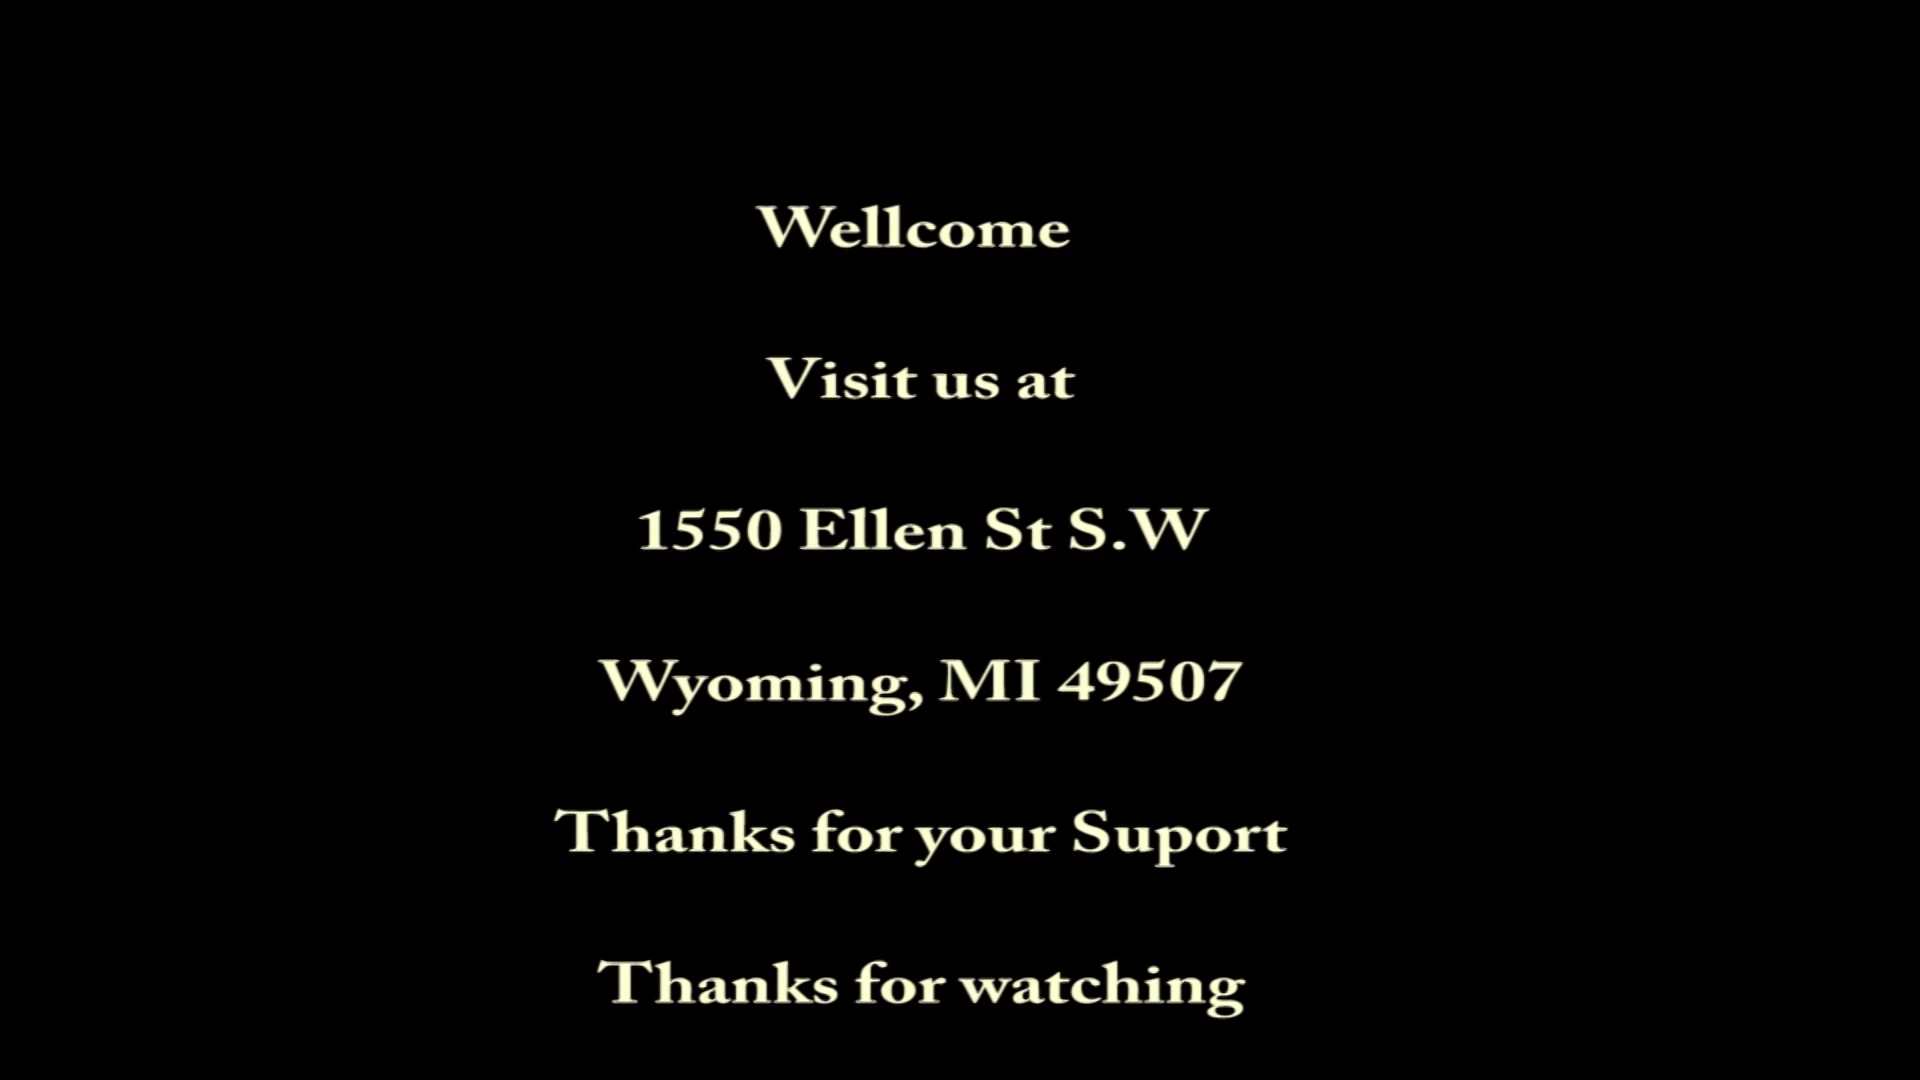 Wellcome
Visit us at
1550 Ellen St S.W
Wyoming, MI 49507
Thanks for your Suport
Thanks for watching